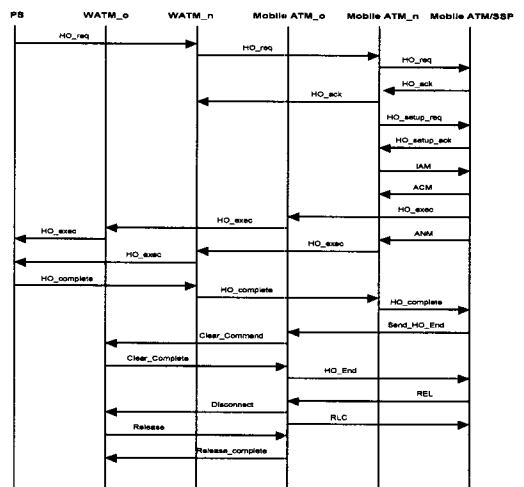 PS WATM_o WATM_n Mobile ATM_o Mobile ATM_n Mobile ATM/SSP
HO_req
HO_req
HO_req
HO_ack
HO_ack
HO_setup_req
HO_setup_ack
IAM
ACM
HO_exec
HO_exec
ANM
HO_exec
HO_exec
HO_exec
HO_complete
HO_complete
HO_complete
Send_HO_End
Clear_Command
Clear_Complete
HO_End
REL
Disconnect
RLC
Release
Release_complete